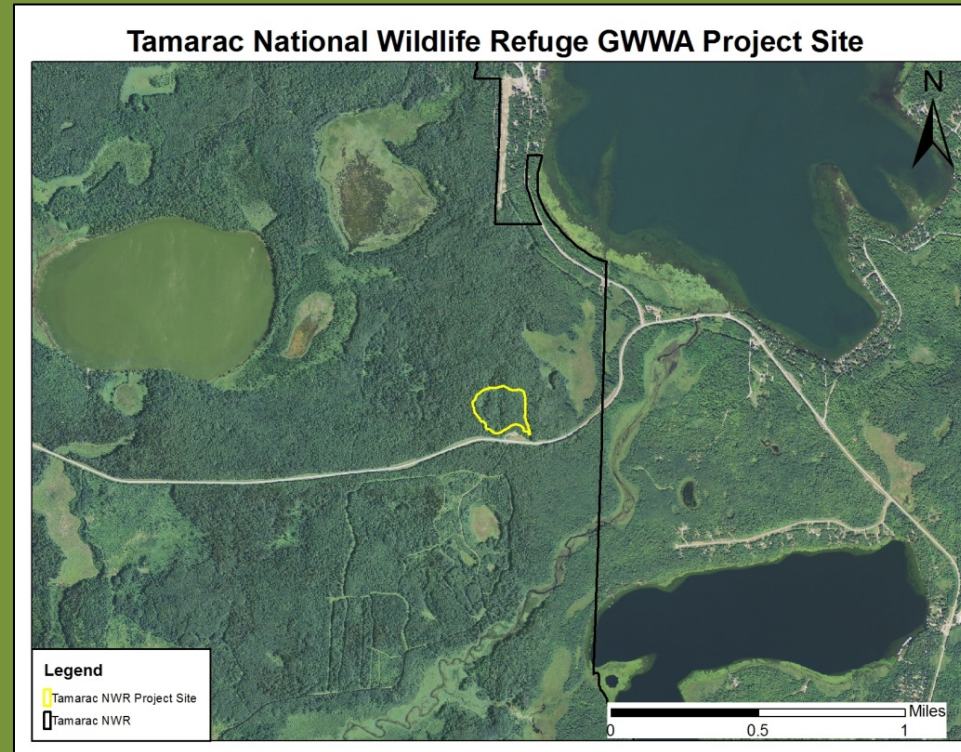 Tamarac National Wildlife Refuge GWWA Project Site
N
Legend
Tamarac NWR Project Site
Tamarac NWR
Miles
0 0.5 1